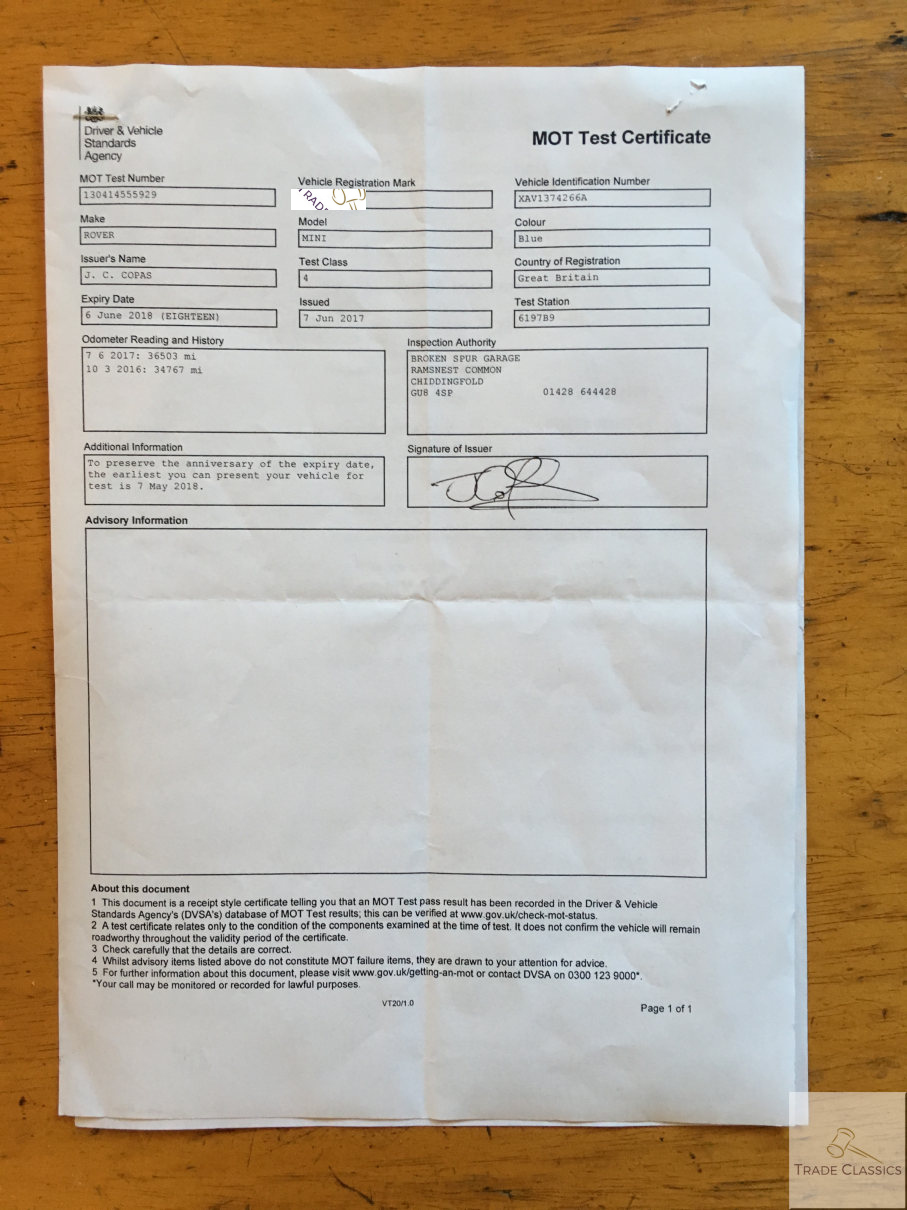 Driver & Vehicle
Standards
Agency
MOT Test Certificate
MOT Test Number
130414555929
Vehicle Registration Mark
TRAD
Vehicle Identification Number
XAV1374266A
Make
ROVER
Model
MINI
Colour
Blue
Issuer's Name
J. C. COPAS
Test Class
4
Country of Registration
Great Britain
Expiry Date
6 June 2018 (EIGHTEEN)
Issued
7 Jun 2017
Test Station
6197B9
Odometer Reading and History
7 6 2017: 36503 mi
10 3 2016: 34767 mi
Inspection Authority
BROKEN SPUR GARAGE
RAMSNEST COMMON
CHIDDINGFOLD
GU8 4SP 01428 644428
Additional Information
To preserve the anniversary of the expiry date,
the earliest you can present your vehicle for
test is 7 May 2018.
Signature of Issuer
Advisory Information
About this document
1 This document is a receipt style certificate telling you that an MOT Test pass result has been recorded in the Driver & Vehicle
Standards Agency's (DVSA's) database of MOT Test results; this can be verified at www.gov.uk/check-mot-status.
2 A test certificate relates only to the condition of the components examined at the time of test. It does not confirm the vehicle will remain
roadworthy throughout the validity period of the certificate.
3 Check carefully that the details are correct.
4 Whilst advisory items listed above do not constitute MOT failure items, they are drawn to your attention for advice.
5 For further information about this document, please visit www.gov.uk/getting-an-mot or contact DVSA on 0300 123 9000*.
*Your call may be monitored or recorded for lawful purposes.
VT20/1.0
Page 1 of 1
TRADE CLASSICS